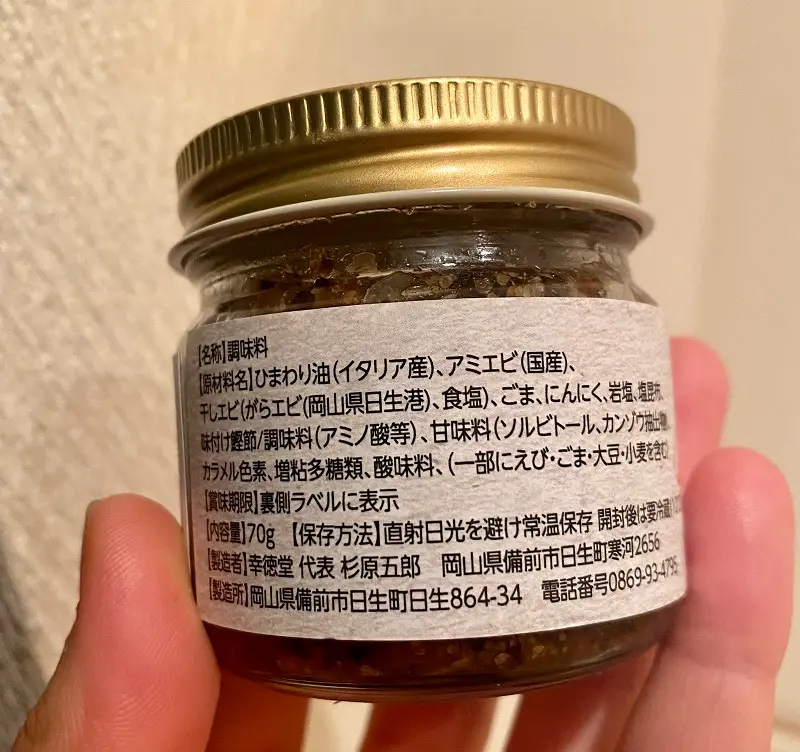 【名称】調味料
【原材料名】ひまわり油(イタリア産)、アミエビ(国産)、
干しエビ(がらエビ(岡山県日生港)、食塩)、ごま、にんにく、岩塩、塩昆布、
味付け鰹節/調味料(アミノ酸等)、甘味料(ソルビトール、カンゾウ抽出物)、
カラメル色素、増粘多糖類、酸味料、(一部にえび・ごま・大豆・小麦を含む)
【賞味期限】裏側ラベルに表示
【内容量】70g 【保存方法】直射日光を避け常温保存 開封後は要冷蔵
【製造者】幸徳堂 代表 杉原五郎 岡山県備前市日生町寒河2656
【製造所】岡山県備前市日生町日生864-34 電話番号0869-93-4795